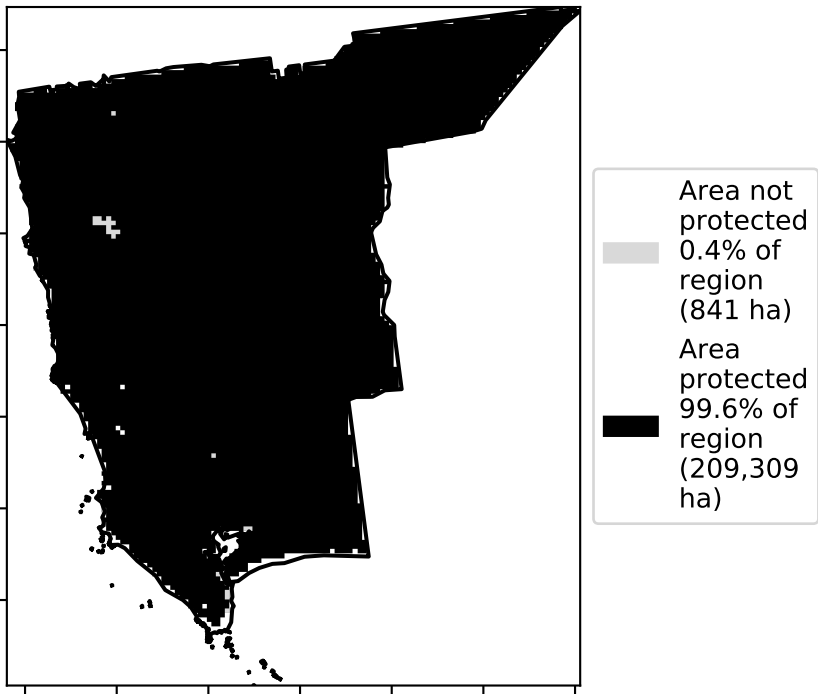 Area not
protected
0.4% of
region
(841 ha)
Area
protected
99.6% of
region
(209,309
ha)